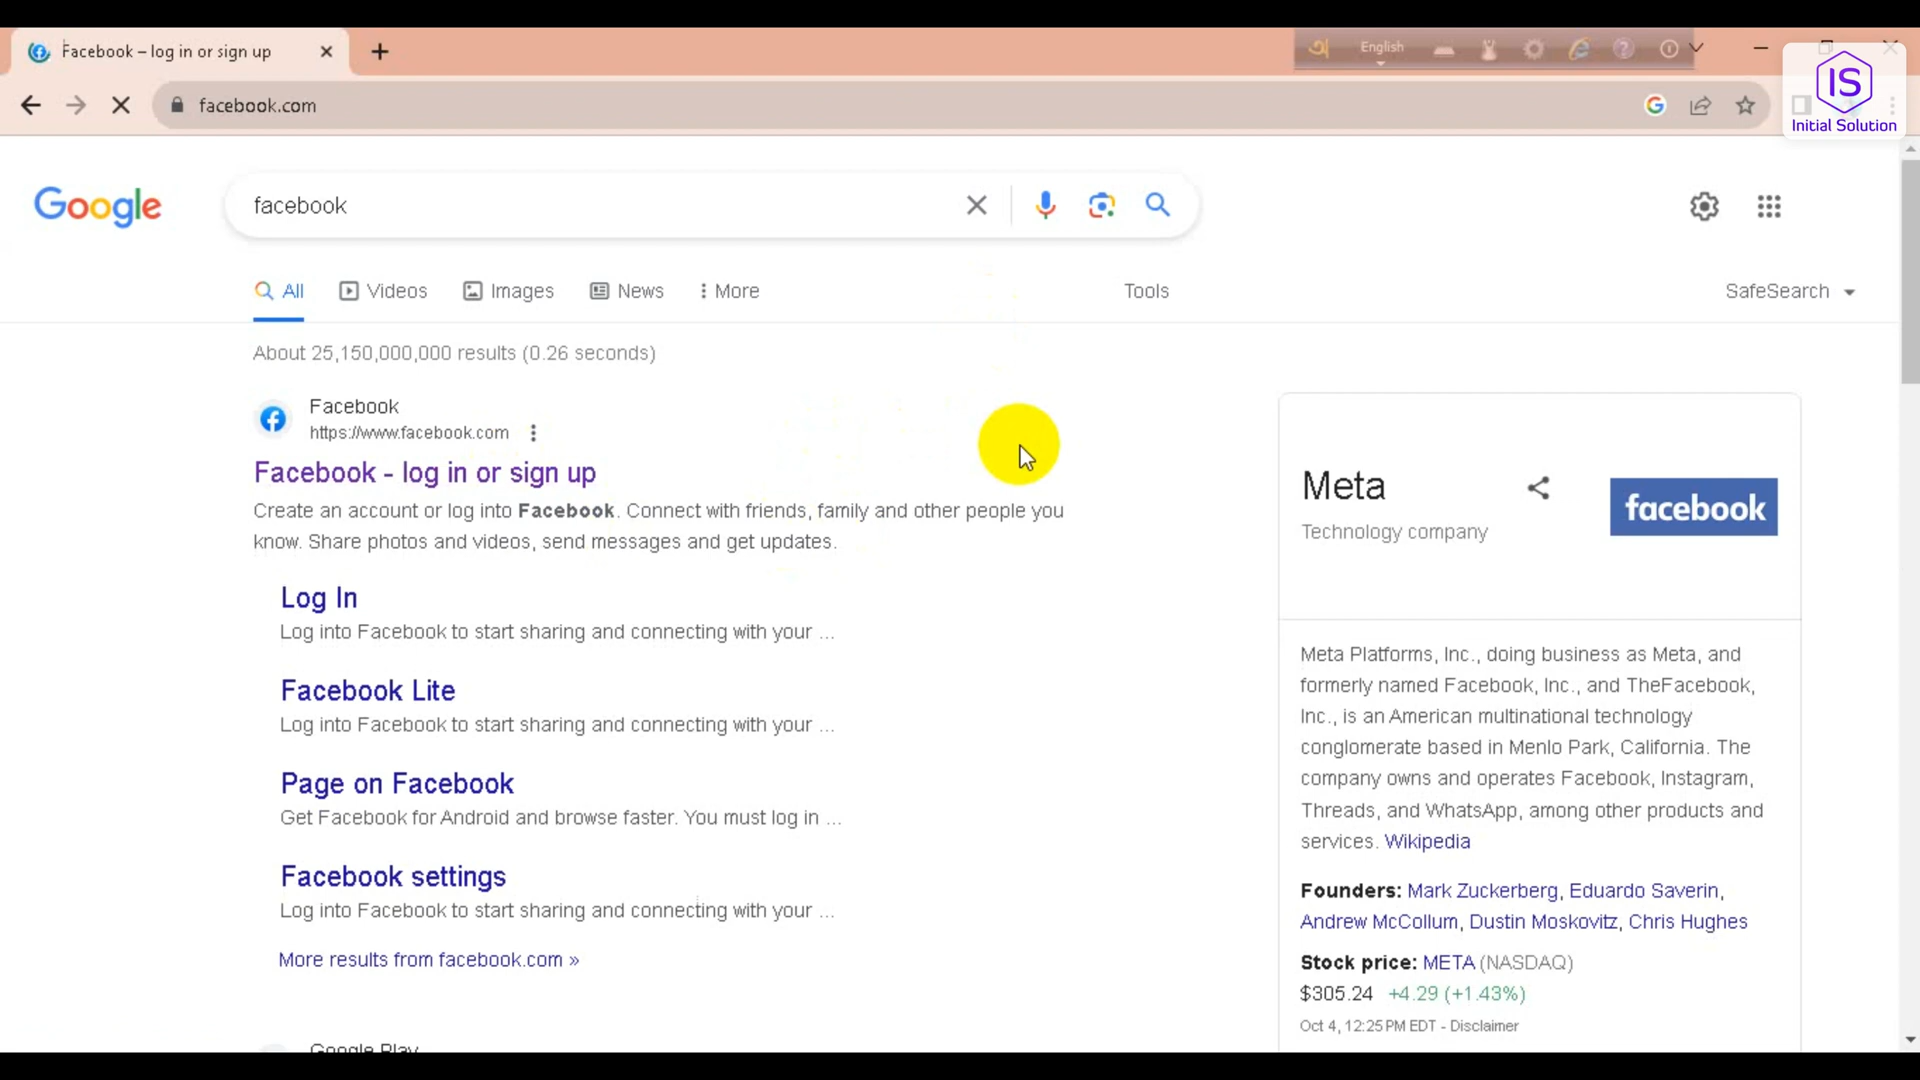 Facebook – log in or sign up
English
facebook.com
IS
Initial Solution
Google
facebook
All
Videos
Images
News
More
Tools
SafeSearch
About 25,150,000,000 results (0.26 seconds)
Facebook
https://www.facebook.com
Facebook - log in or sign up
Create an account or log into Facebook. Connect with friends, family and other people you
know. Share photos and videos, send messages and get updates.
Log In
Log into Facebook to start sharing and connecting with your ...
Facebook Lite
Log into Facebook to start sharing and connecting with your ...
Page on Facebook
Get Facebook for Android and browse faster. You must log in ...
Facebook settings
Log into Facebook to start sharing and connecting with your ...
More results from facebook.com »
Google Play
Meta
Technology company
facebook
Meta Platforms, Inc., doing business as Meta, and
formerly named Facebook, Inc., and TheFacebook,
Inc., is an American multinational technology
conglomerate based in Menlo Park, California. The
company owns and operates Facebook, Instagram,
Threads, and WhatsApp, among other products and
services. Wikipedia
Founders: Mark Zuckerberg, Eduardo Saverin,
Andrew McCollum, Dustin Moskovitz, Chris Hughes
Stock price: META (NASDAQ)
$305.24 +4.29 (+1.43%)
Oct 4, 12:25 PM EDT - Disclaimer